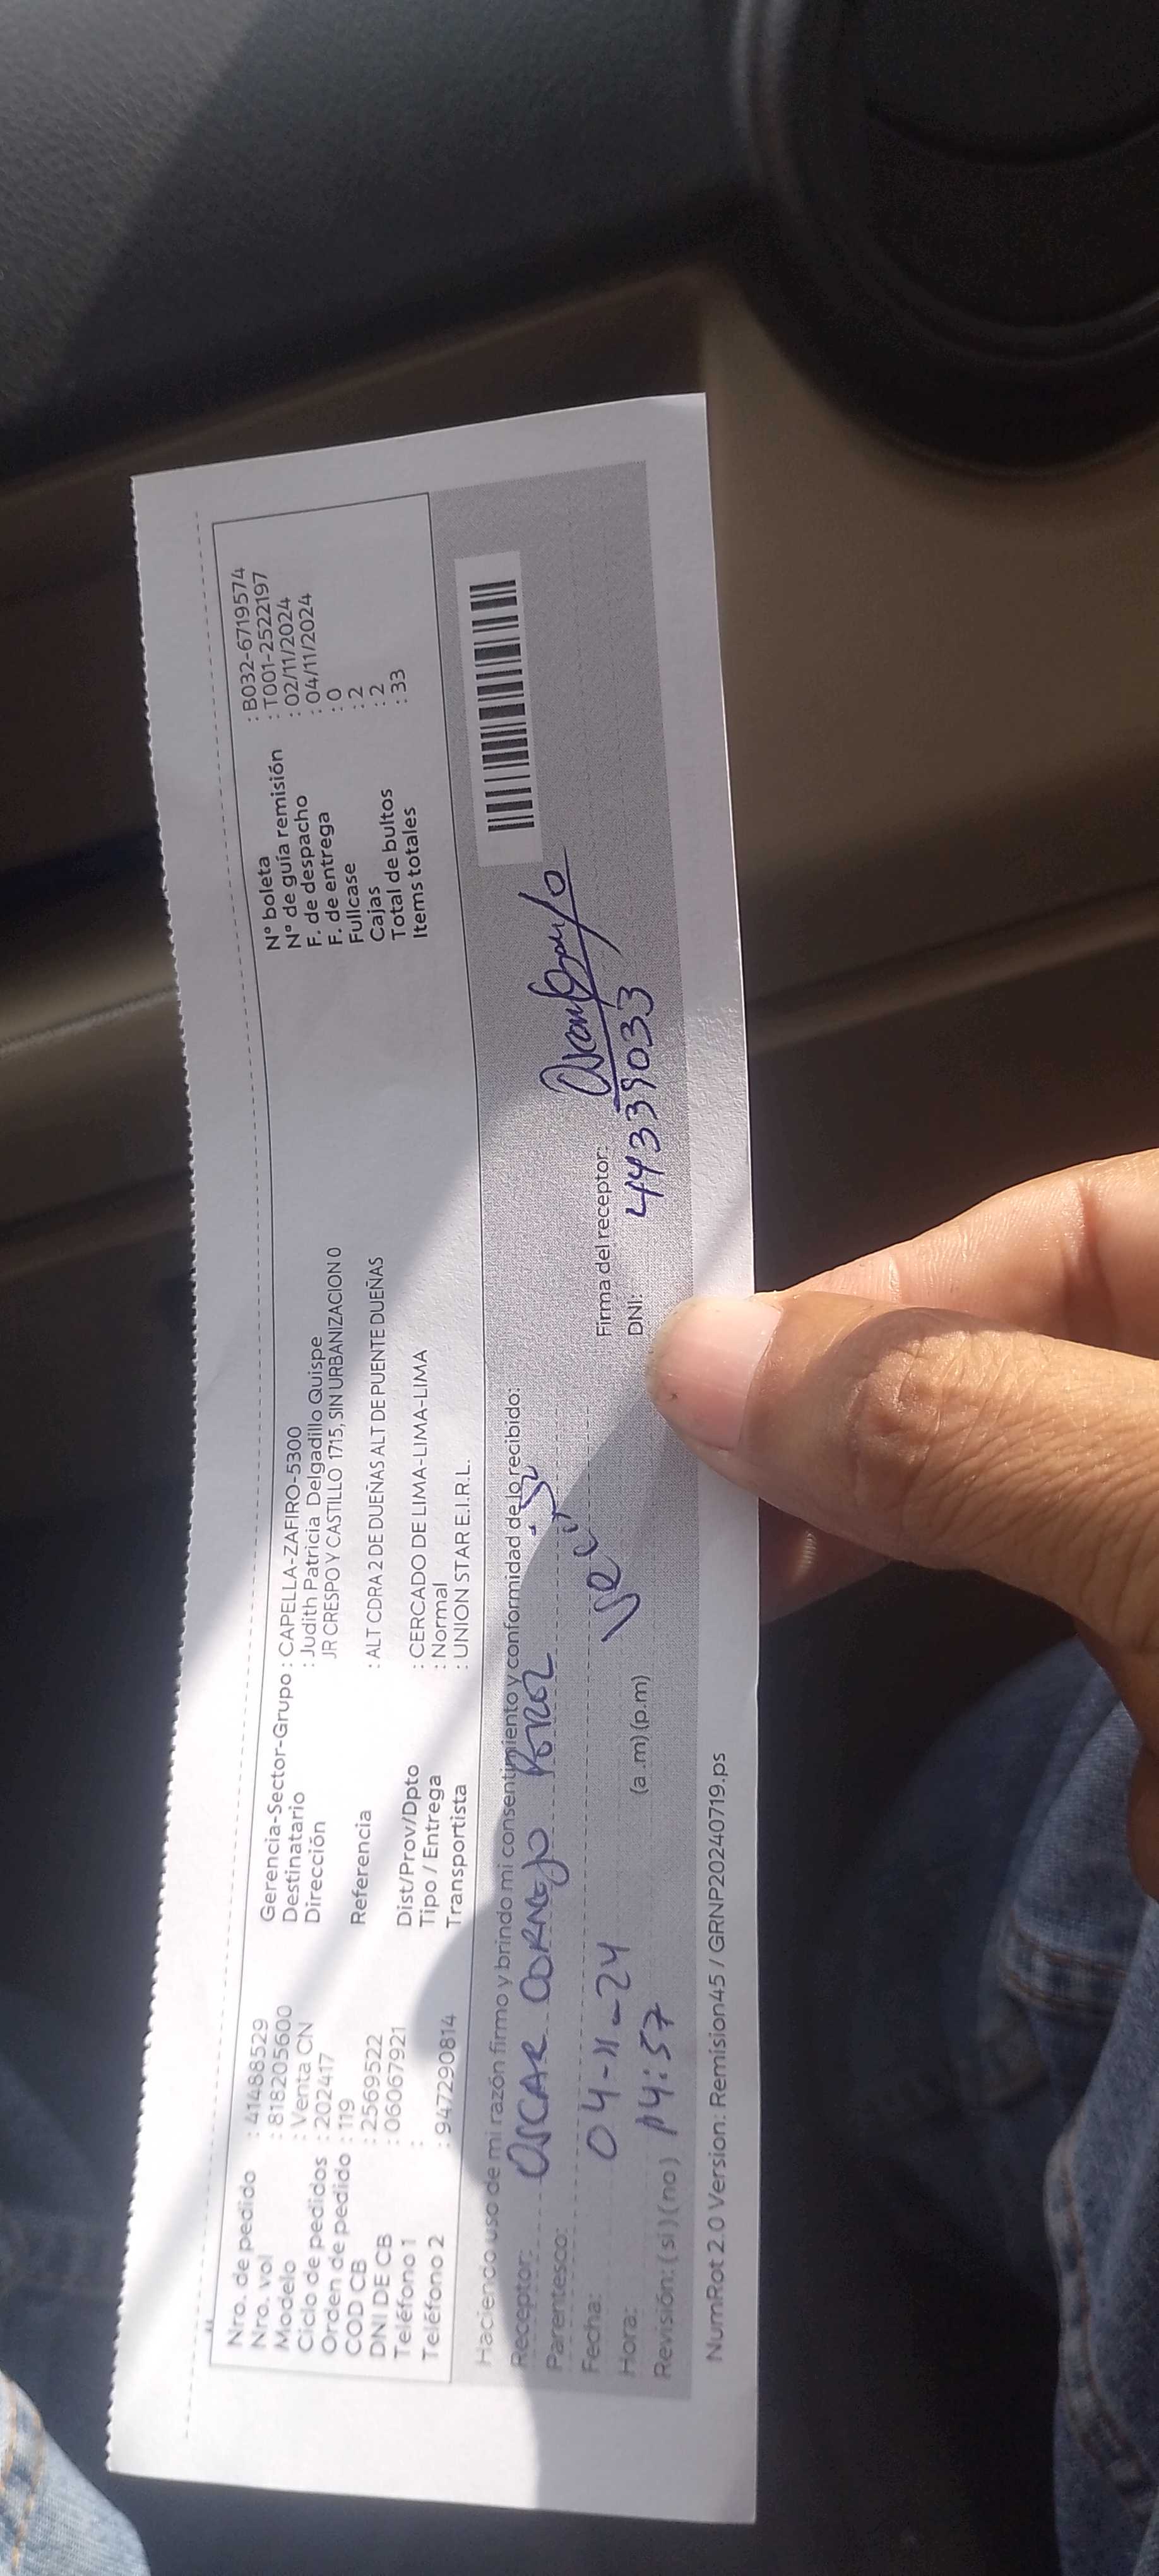 Nro. de pedido : 41488529
Nro. vol : 818205600
Modelo : Venta CN
Ciclo de pedidos : 202417
Orden de pedido : 119
COD CB : 2569522
DNI DE CB : 06067921
Teléfono 1 :
Teléfono 2 : 947290814
Gerencia-Sector-Grupo : CAPELLA-ZAFIRO-5300
Destinatario : Judith Patricia Delgadillo Quispe
Dirección JR CRESPO Y CASTILLO 1715, SIN URBANIZACION 0
Referencia : ALT CDRA 2 DE DUEÑAS ALT DE PUENTE DUEÑAS
Dist/Prov/Dpto : CERCADO DE LIMA-LIMA-LIMA
Tipo / Entrega : Normal
Transportista : UNION STAR E.I.R.L.
N° boleta : B032-6719574
N° de guía remisión : T001-2522197
F. de despacho : 02/11/2024
F. de entrega : 04/11/2024
Fullcase : 0
Cajas : 2
Total de bultos : 2
Items totales : 33
Haciendo uso de mi razón firmo y brindo mi consentimiento y conformidad de lo recibido:
Receptor: OSCAR CORNEJO
Parentesco:
Fecha: 04-11-24
Hora: 14:57 (a.m)(p.m)
Revisión: (si) (no)
Firma del receptor:
DNI: 44339033
NumRot 2.0 Version: Remision45 / GRNP20240719.ps